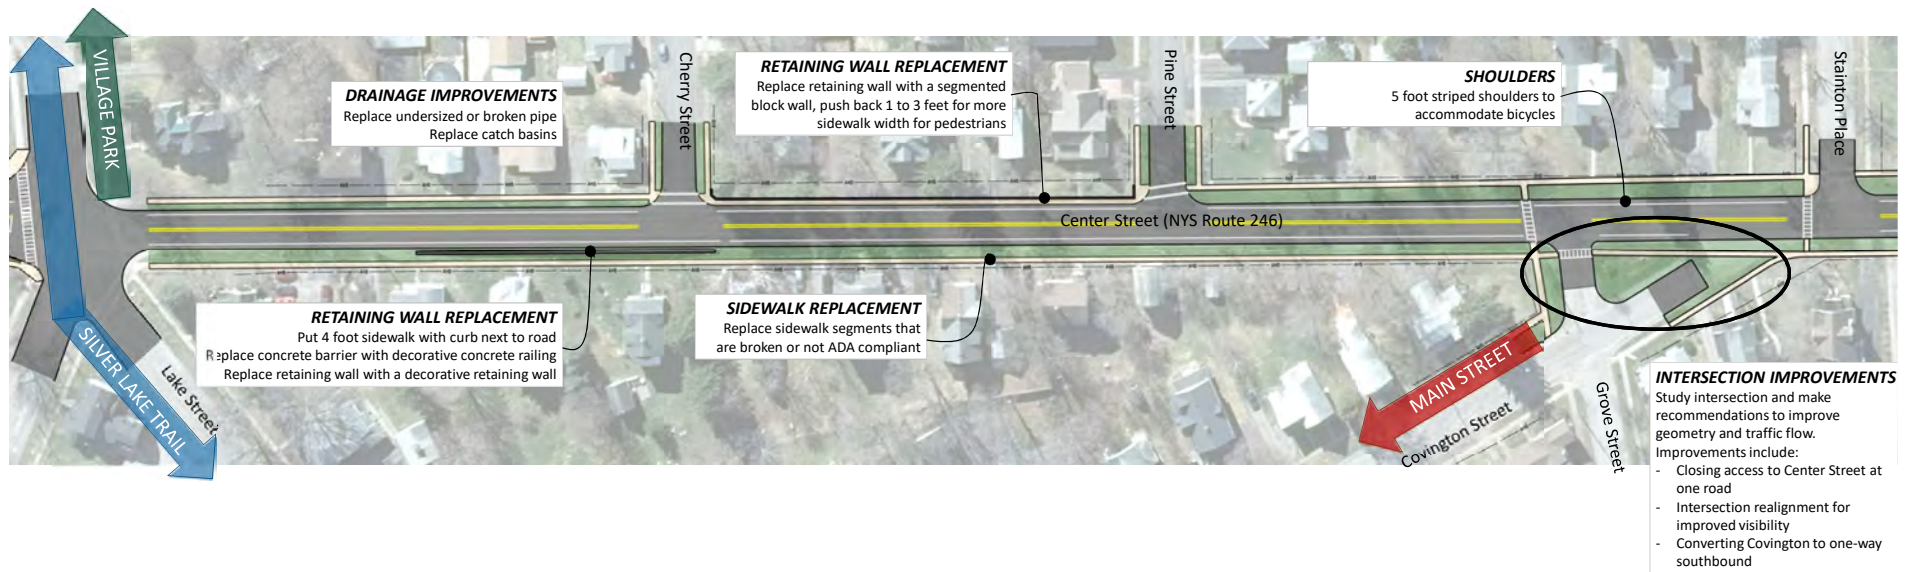 VILLAGE PARK
DRAINAGE IMPROVEMENTS
Replace undersized or broken pipe
Replace catch basins
Cherry Street
RETAINING WALL REPLACEMENT
Replace retaining wall with a segmented
block wall, push back 1 to 3 feet for more
sidewalk width for pedestrians
Pine Street
SHOULDERS
5 foot striped shoulders to
accommodate bicycles
Stainton Place
Center Street (NYS Route 246)
RETAINING WALL REPLACEMENT
Put 4 foot sidewalk with curb next to road
Replace concrete barrier with decorative concrete railing
Replace retaining wall with a decorative retaining wall
SIDEWALK REPLACEMENT
Replace sidewalk segments that
are broken or not ADA compliant
SILVER LAKE TRAIL
Lake Street
MAIN STREET
Covington Street
Grove Street
INTERSECTION IMPROVEMENTS
Study intersection and make
recommendations to improve
geometry and traffic flow.
Improvements include:
- Closing access to Center Street at
one road
- Intersection realignment for
improved visibility
- Converting Covington to one-way
southbound